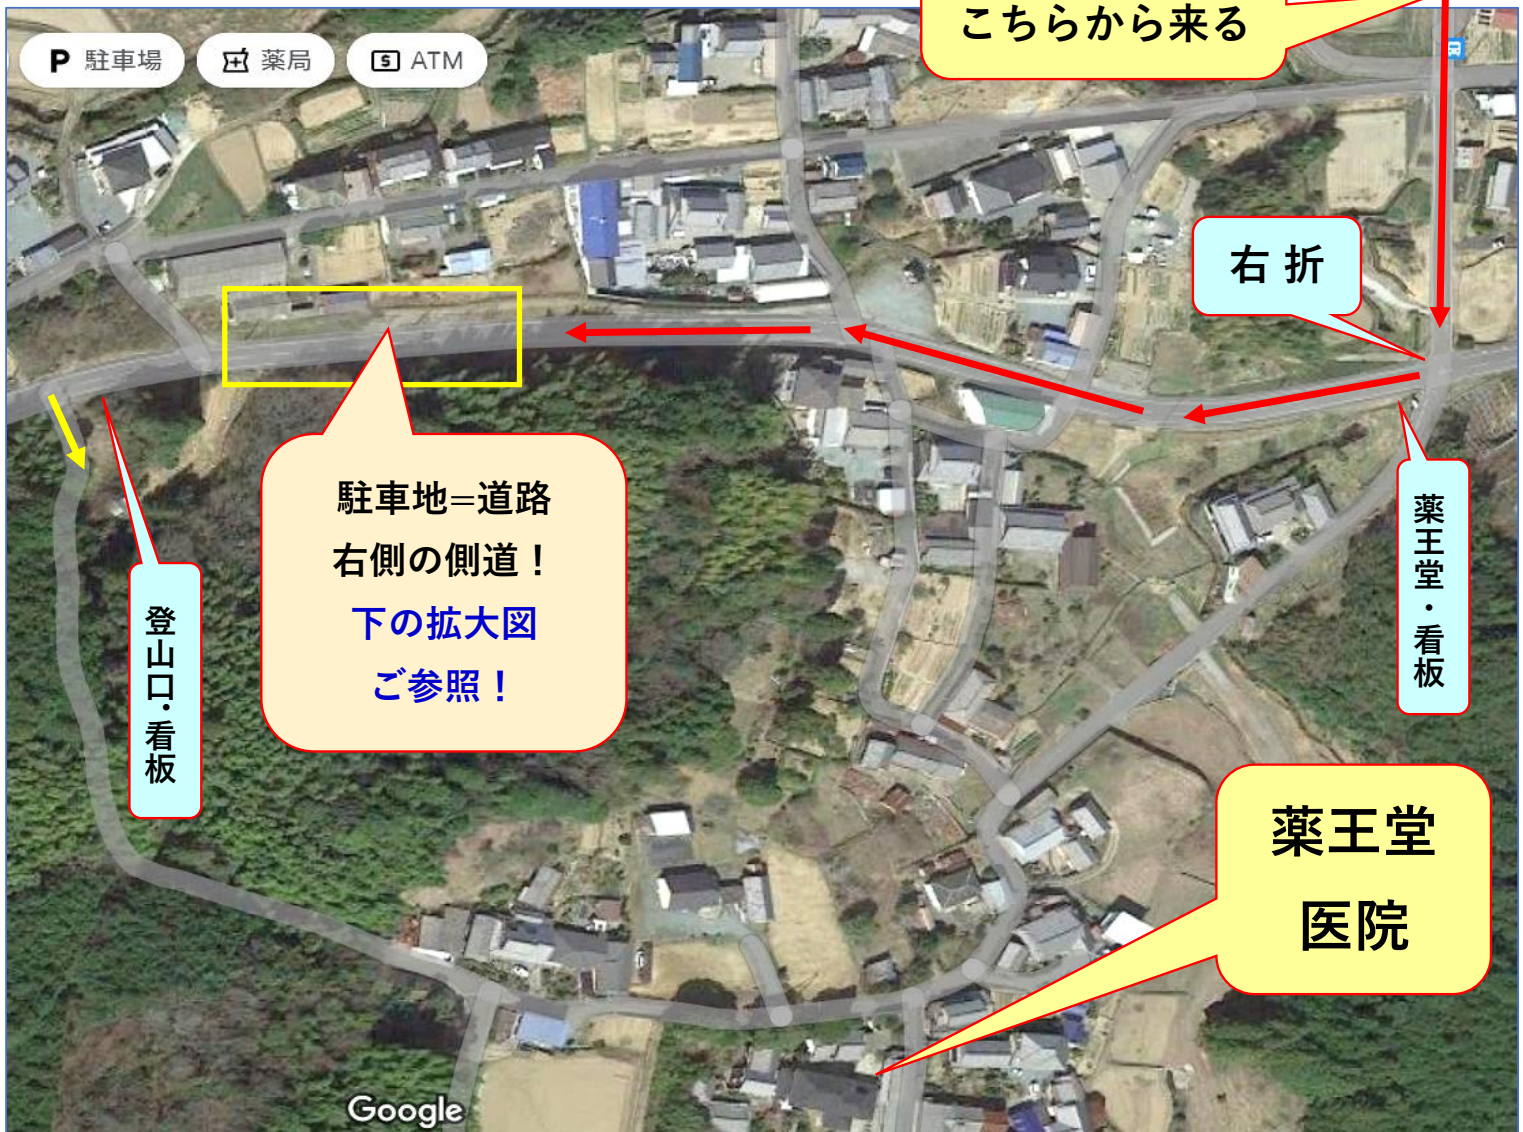 こちらから来る
P 駐車場
薬局
ATM
右折
駐車地=道路
右側の側道！
下の拡大図
ご参照！
登山口・看板
薬王堂・看板
薬王堂
医院
Google